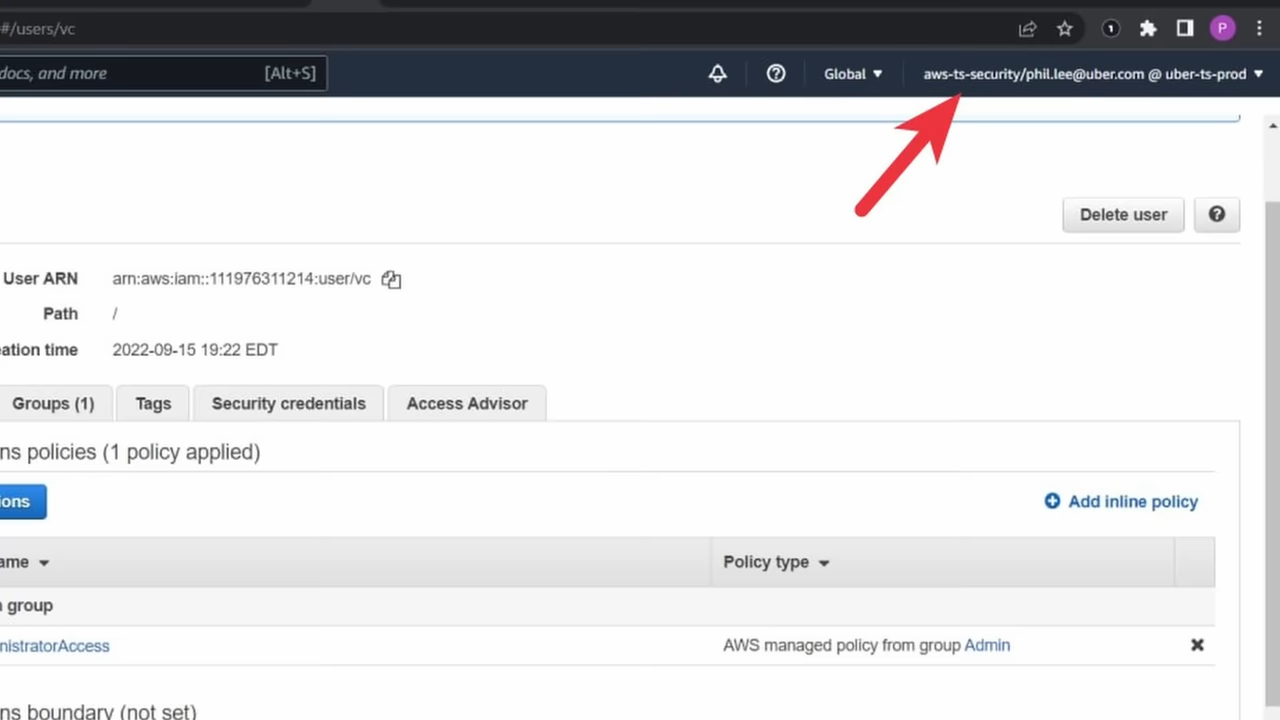 #/users/vc
1
P
docs, and more [Alt+S]
? Global ▼ aws-ts-security/phil.lee@uber.com @ uber-ts-prod ▼
Delete user ?
User ARN arn:aws:iam::111976311214:user/vc
Path /
eation time 2022-09-15 19:22 EDT
Groups (1) Tags Security credentials Access Advisor
ns policies (1 policy applied)
ions Add inline policy
ame Policy type
group
nistratorAccess AWS managed policy from group Admin ✖
ns boundary (not set)